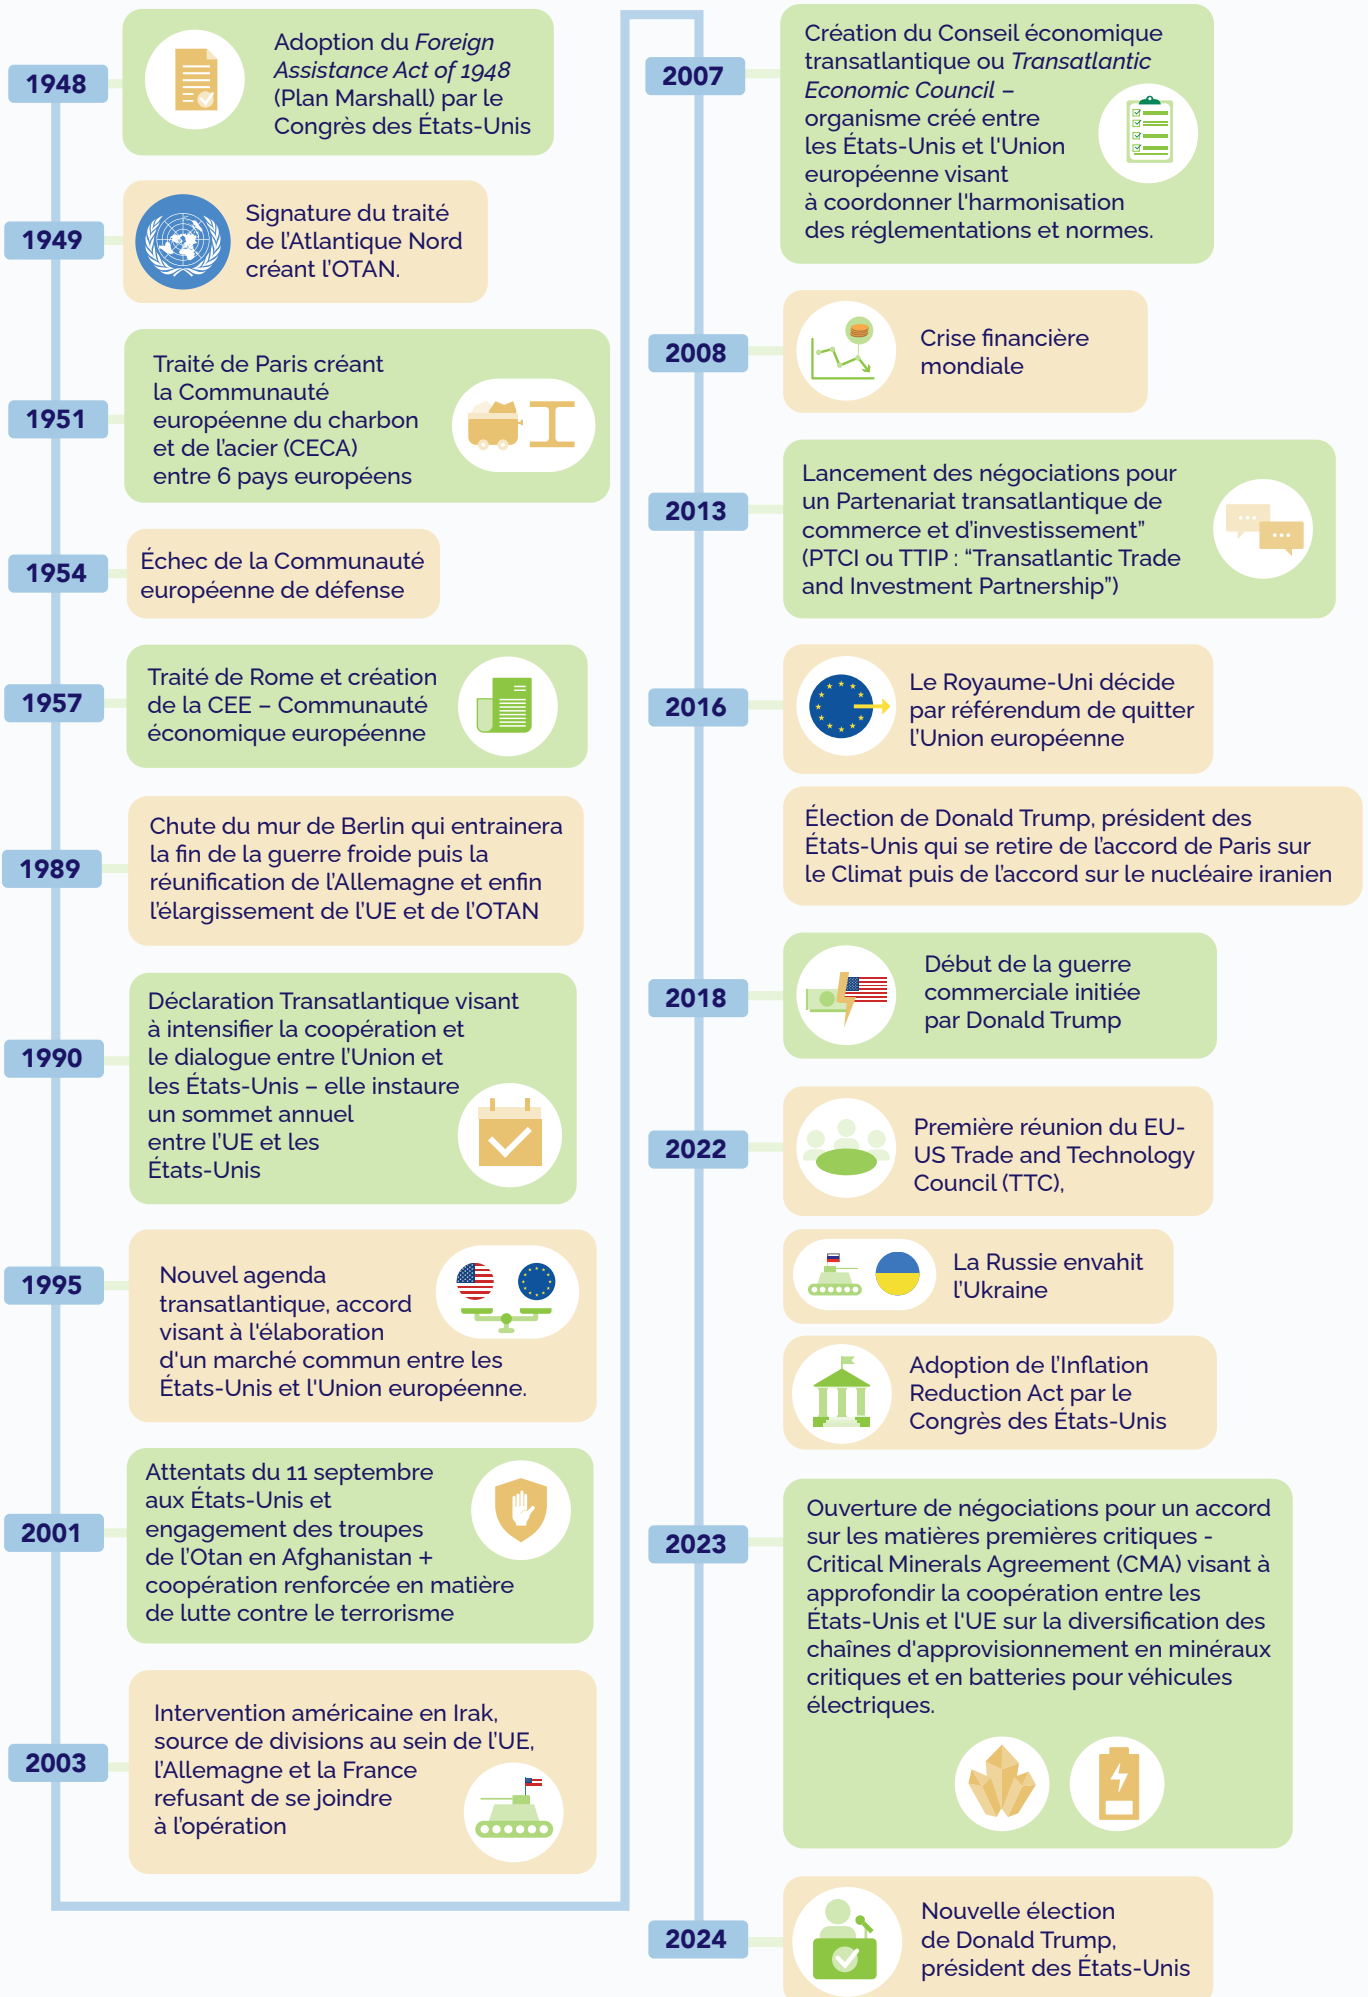 1948
Adoption du Foreign
Assistance Act of 1948
(Plan Marshall) par le
Congrès des États-Unis
1949
Signature du traité
de l’Atlantique Nord
créant l’OTAN.
1951
Traité de Paris créant
la Communauté
européenne du charbon
et de l’acier (CECA)
entre 6 pays européens
1954
Échec de la Communauté
européenne de défense
1957
Traité de Rome et création
de la CEE – Communauté
économique européenne
1989
Chute du mur de Berlin qui entrainera
la fin de la guerre froide puis la
réunification de l’Allemagne et enfin
l’élargissement de l’UE et de l’OTAN
1990
Déclaration Transatlantique visant
à intensifier la coopération et
le dialogue entre l’Union et
les États-Unis – elle instaure
un sommet annuel
entre l’UE et les
États-Unis
1995
Nouvel agenda
transatlantique, accord
visant à l'élaboration
d'un marché commun entre les
États-Unis et l'Union européenne.
2001
Attentats du 11 septembre
aux États-Unis et
engagement des troupes
de l’Otan en Afghanistan +
coopération renforcée en matière
de lutte contre le terrorisme
2003
Intervention américaine en Irak,
source de divisions au sein de l’UE,
l’Allemagne et la France
refusant de se joindre
à l’opération
2007
Création du Conseil économique
transatlantique ou Transatlantic
Economic Council –
organisme créé entre
les États-Unis et l'Union
européenne visant
à coordonner l'harmonisation
des réglementations et normes.
2008
Crise financière
mondiale
2013
Lancement des négociations pour
un Partenariat transatlantique de
commerce et d’investissement”
(PTCI ou TTIP : “Transatlantic Trade
and Investment Partnership”)
2016
Le Royaume-Uni décide
par référendum de quitter
l’Union européenne
Élection de Donald Trump, président des
États-Unis qui se retire de l’accord de Paris sur
le Climat puis de l’accord sur le nucléaire iranien
2018
Début de la guerre
commerciale initiée
par Donald Trump
2022
Première réunion du EU-
US Trade and Technology
Council (TTC),
La Russie envahit
l’Ukraine
Adoption de l’Inflation
Reduction Act par le
Congrès des États-Unis
2023
Ouverture de négociations pour un accord
sur les matières premières critiques -
Critical Minerals Agreement (CMA) visant à
approfondir la coopération entre les
États-Unis et l'UE sur la diversification des
chaînes d'approvisionnement en minéraux
critiques et en batteries pour véhicules
électriques.
2024
Nouvelle élection
de Donald Trump,
président des États-Unis